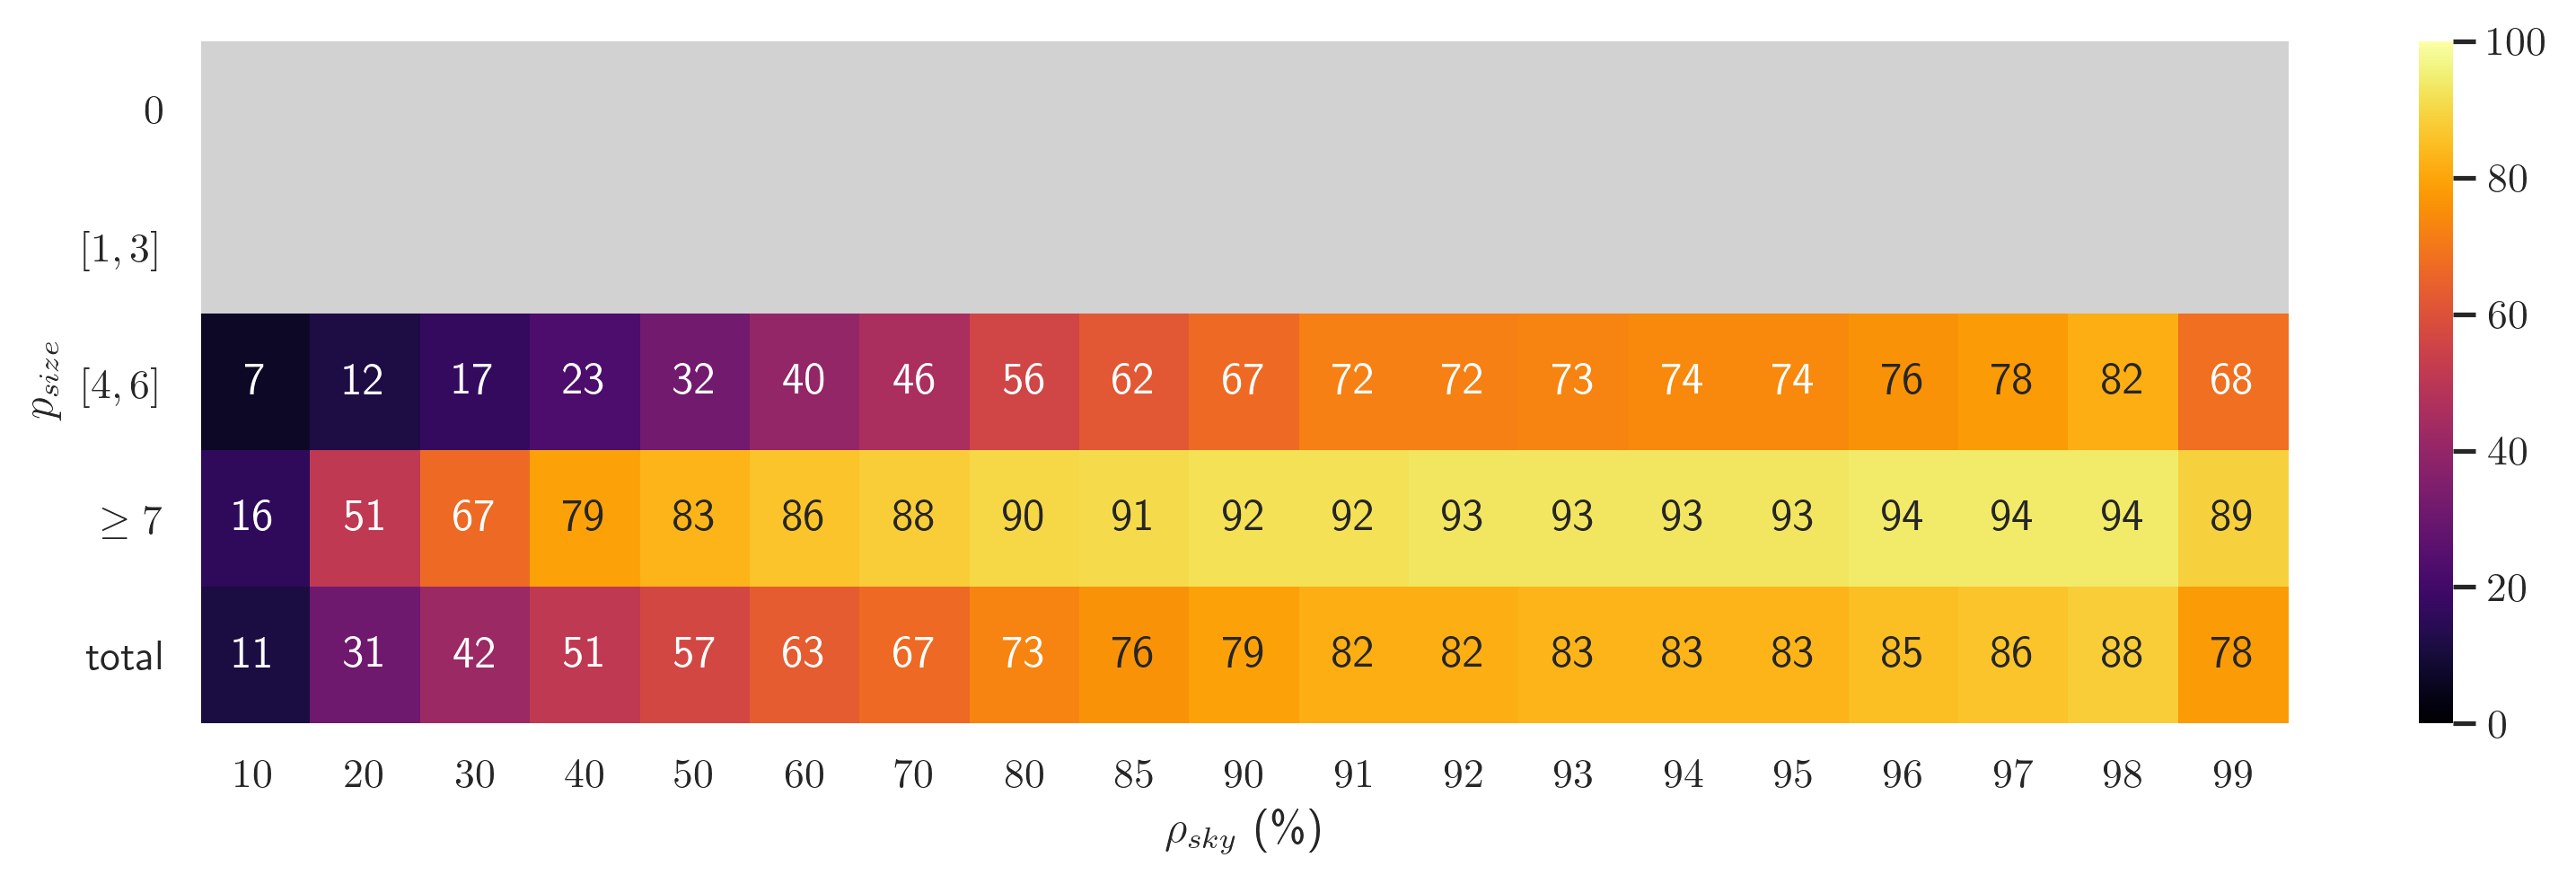 0
[1, 3]
[4, 6] 7 12 17 23 32 40 46 56 62 67 72 72 73 74 74 76 78 82 68
≥ 7 16 51 67 79 83 86 88 90 91 92 92 93 93 93 93 94 94 94 89
total 11 31 42 51 57 63 67 73 76 79 82 82 83 83 83 85 86 88 78
10 20 30 40 50 60 70 80 85 90 91 92 93 94 95 96 97 98 99
ρsky (%)
psize
100
80
60
40
20
0